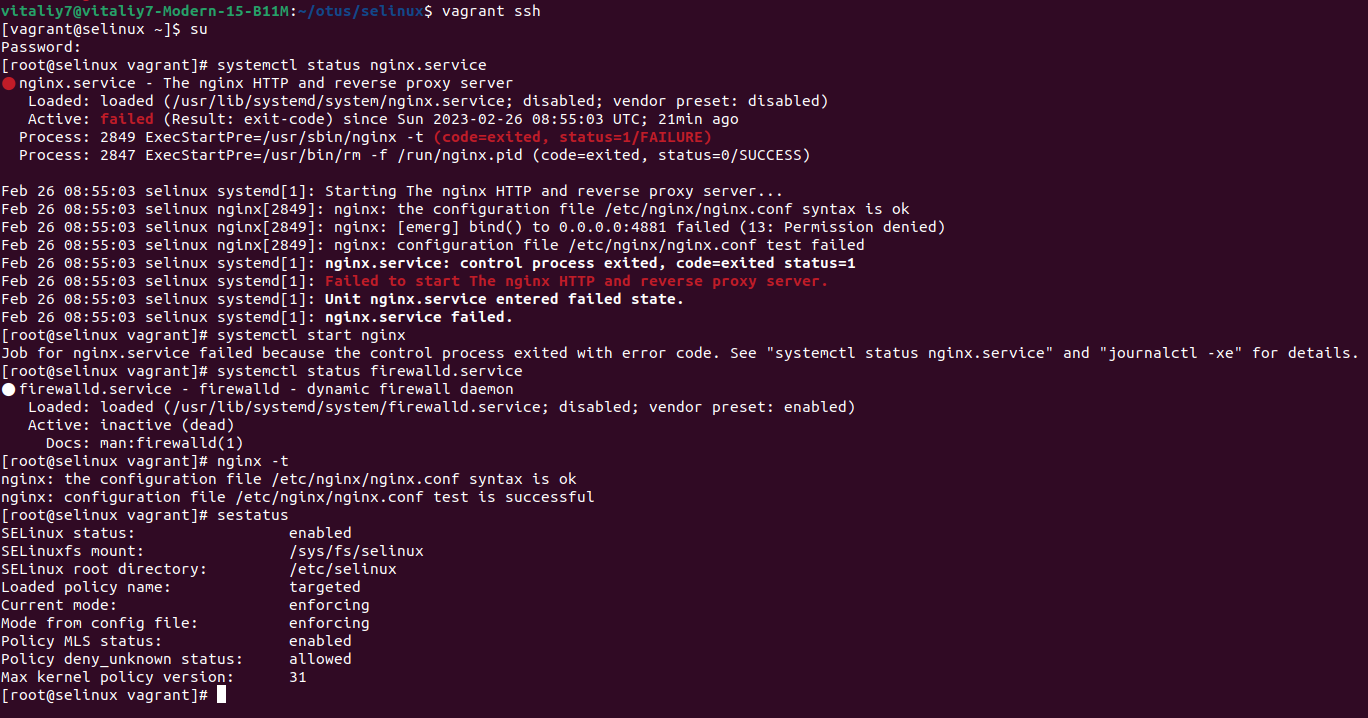 vitaliy7@vitaliy7-Modern-15-B11M:~/otus/selinux$ vagrant ssh
[vagrant@selinux ~]$ su
Password:
[root@selinux vagrant]# systemctl status nginx.service
● nginx.service - The nginx HTTP and reverse proxy server
   Loaded: loaded (/usr/lib/systemd/system/nginx.service; disabled; vendor preset: disabled)
   Active: failed (Result: exit-code) since Sun 2023-02-26 08:55:03 UTC; 21min ago
  Process: 2849 ExecStartPre=/usr/sbin/nginx -t (code=exited, status=1/FAILURE)
  Process: 2847 ExecStartPre=/usr/bin/rm -f /run/nginx.pid (code=exited, status=0/SUCCESS)

Feb 26 08:55:03 selinux systemd[1]: Starting The nginx HTTP and reverse proxy server...
Feb 26 08:55:03 selinux nginx[2849]: nginx: the configuration file /etc/nginx/nginx.conf syntax is ok
Feb 26 08:55:03 selinux nginx[2849]: nginx: [emerg] bind() to 0.0.0.0:4881 failed (13: Permission denied)
Feb 26 08:55:03 selinux nginx[2849]: nginx: configuration file /etc/nginx/nginx.conf test failed
Feb 26 08:55:03 selinux systemd[1]: nginx.service: control process exited, code=exited status=1
Feb 26 08:55:03 selinux systemd[1]: Failed to start The nginx HTTP and reverse proxy server.
Feb 26 08:55:03 selinux systemd[1]: Unit nginx.service entered failed state.
Feb 26 08:55:03 selinux systemd[1]: nginx.service failed.
[root@selinux vagrant]# systemctl start nginx
Job for nginx.service failed because the control process exited with error code. See "systemctl status nginx.service" and "journalctl -xe" for details.
[root@selinux vagrant]# systemctl status firewalld.service
● firewalld.service - firewalld - dynamic firewall daemon
   Loaded: loaded (/usr/lib/systemd/system/firewalld.service; disabled; vendor preset: enabled)
   Active: inactive (dead)
     Docs: man:firewalld(1)
[root@selinux vagrant]# nginx -t
nginx: the configuration file /etc/nginx/nginx.conf syntax is ok
nginx: configuration file /etc/nginx/nginx.conf test is successful
[root@selinux vagrant]# sestatus
SELinux status:                 enabled
SELinuxfs mount:                /sys/fs/selinux
SELinux root directory:         /etc/selinux
Loaded policy name:             targeted
Current mode:                   enforcing
Mode from config file:          enforcing
Policy MLS status:              enabled
Policy deny_unknown status:     allowed
Max kernel policy version:      31
[root@selinux vagrant]#